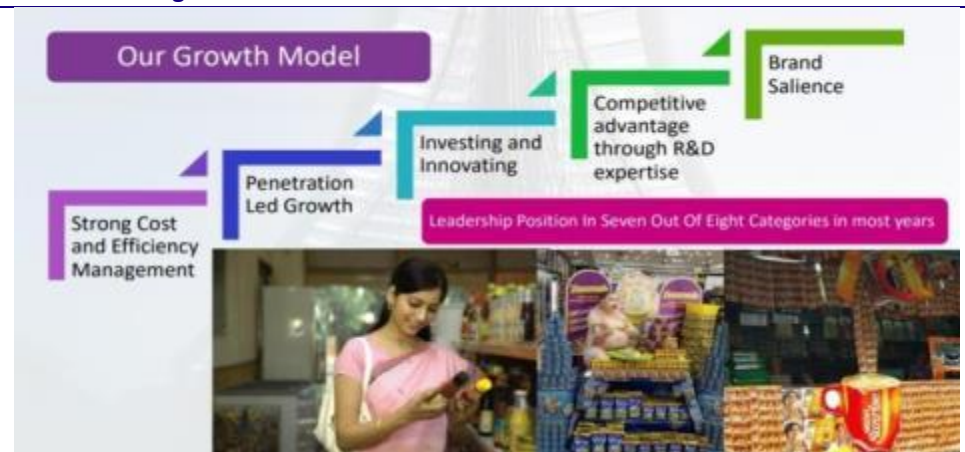 Our Growth Model
Strong Cost
and Efficiency
Management
Penetration
Led Growth
Investing and
Innovating
Competitive
advantage
through R&D
expertise
Brand
Salience
Leadership Position In Seven Out Of Eight Categories in most years